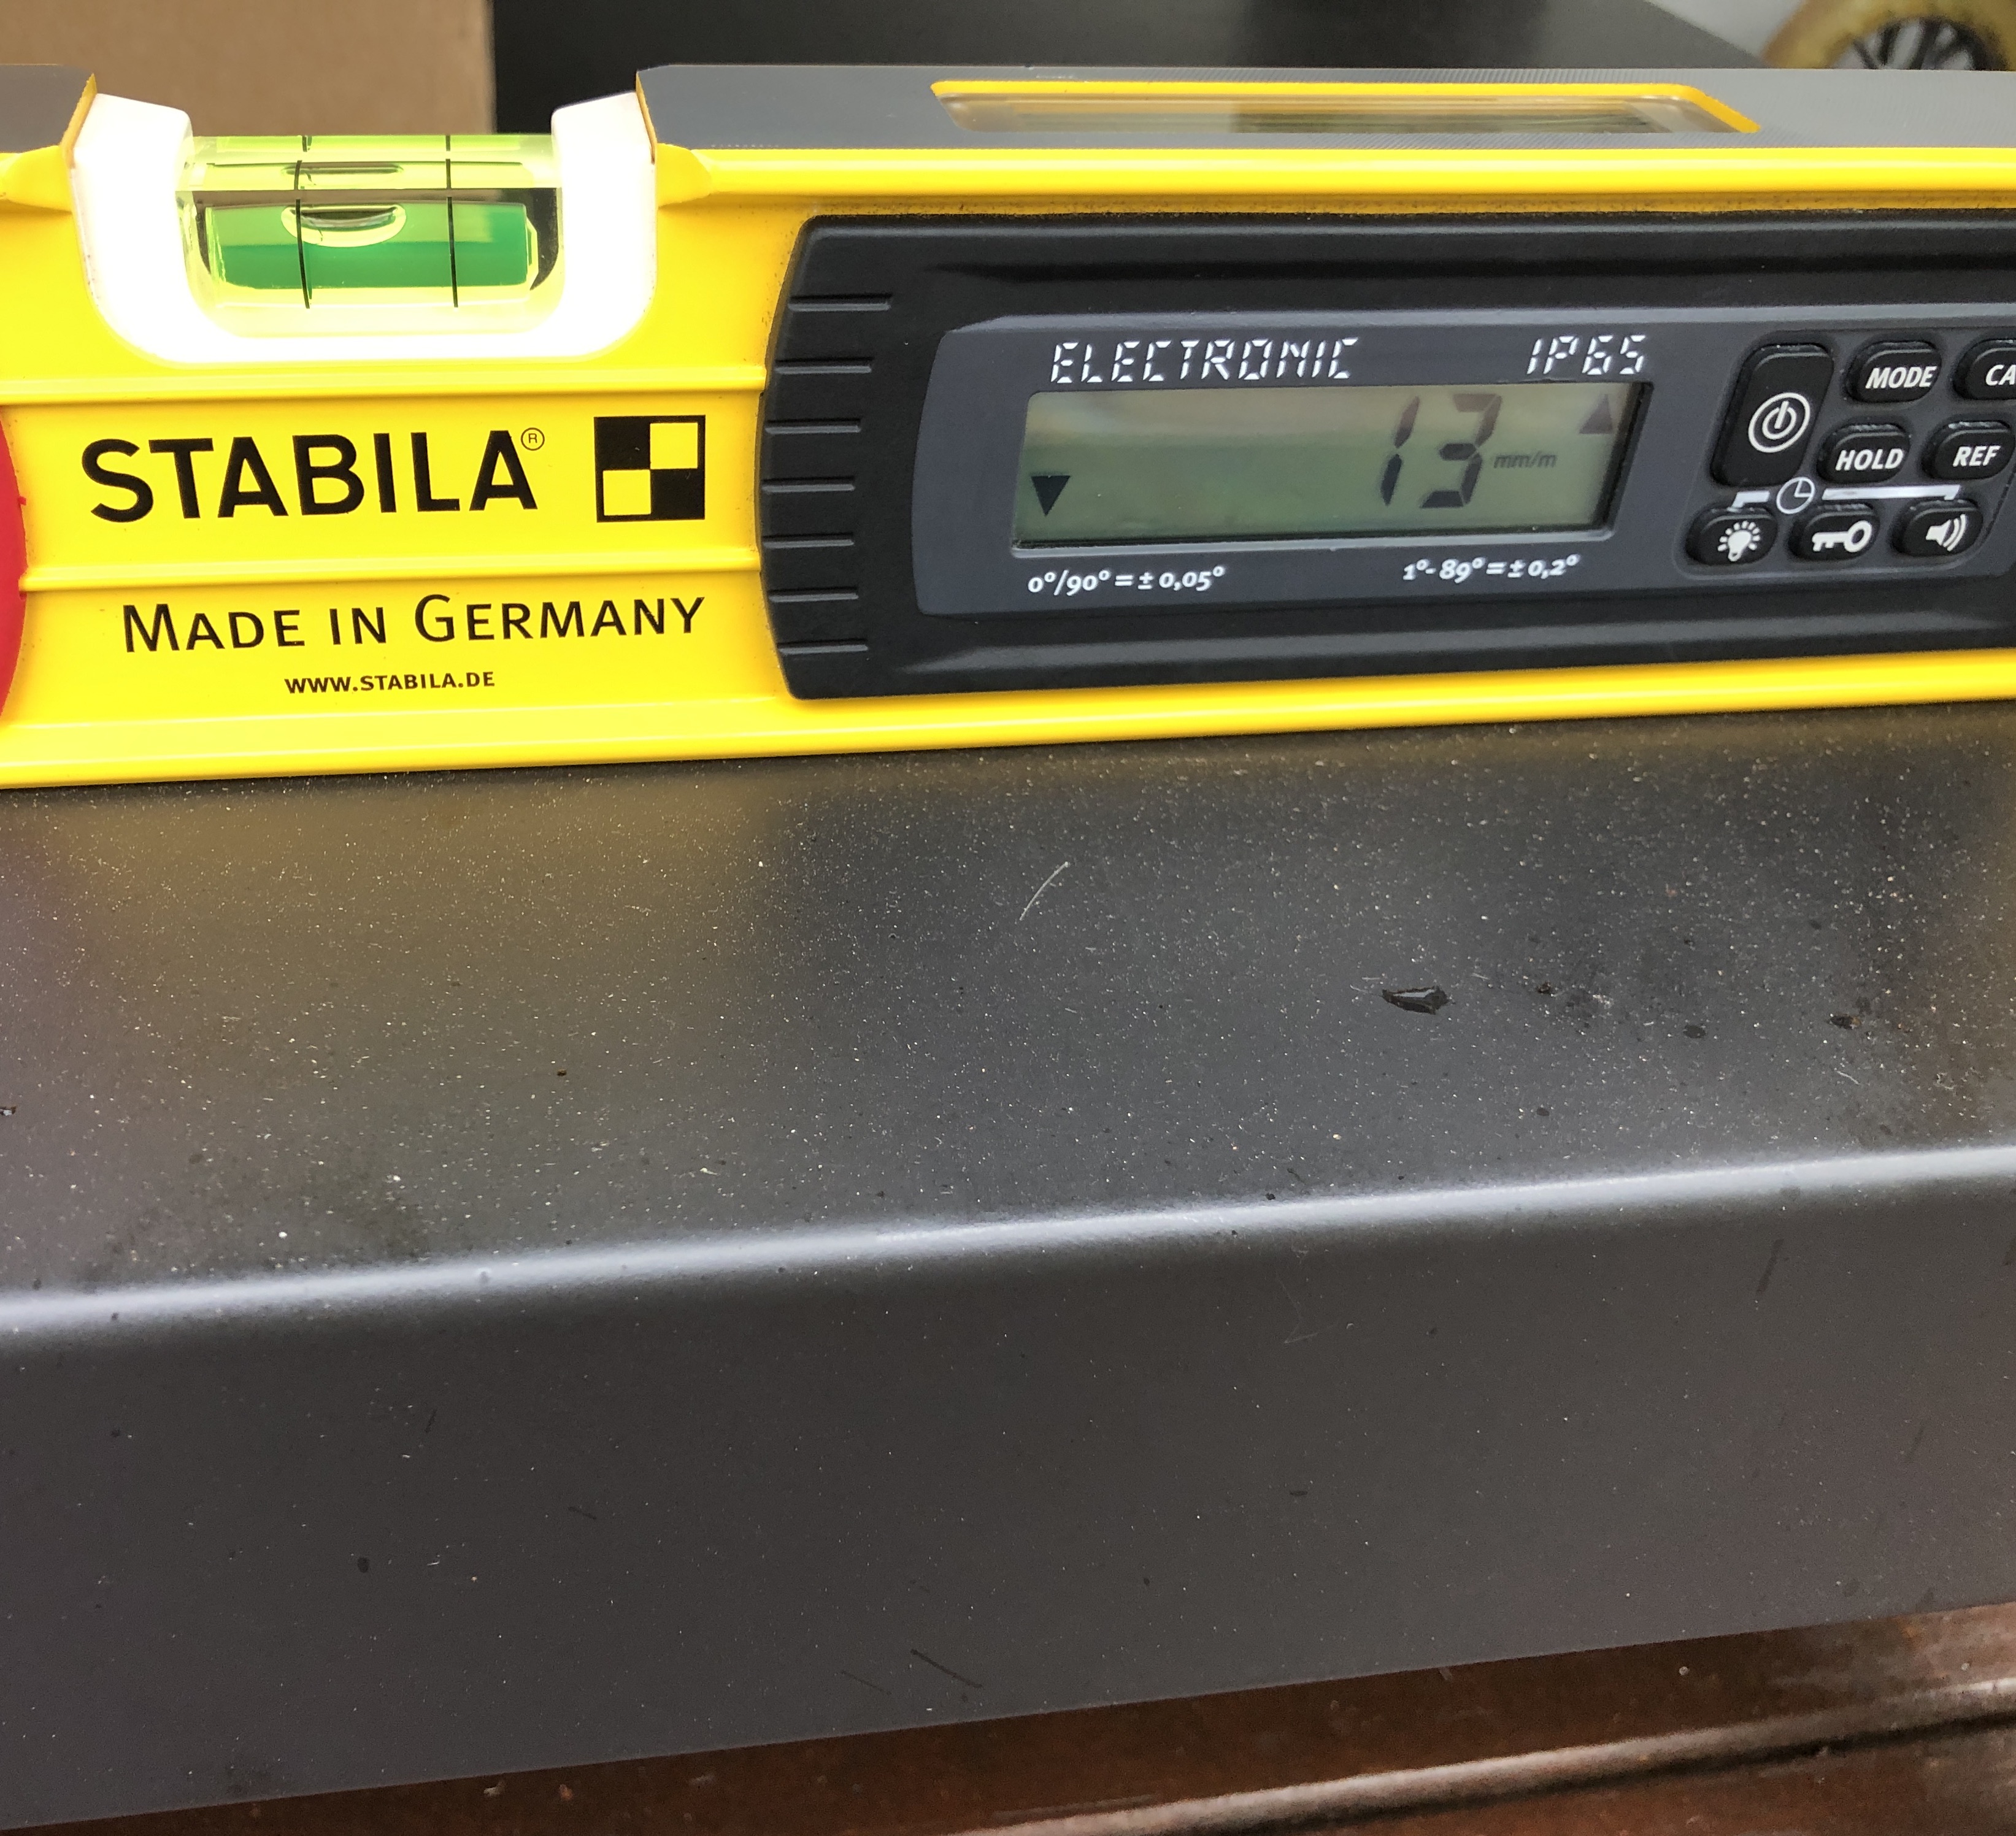 STABILA®
MADE IN GERMANY
WWW.STABILA.DE
ELECTRONIC IP65
13 mm/m
0°/90° = ± 0,05° 1°- 89° = ± 0,2°
MODE
HOLD REF